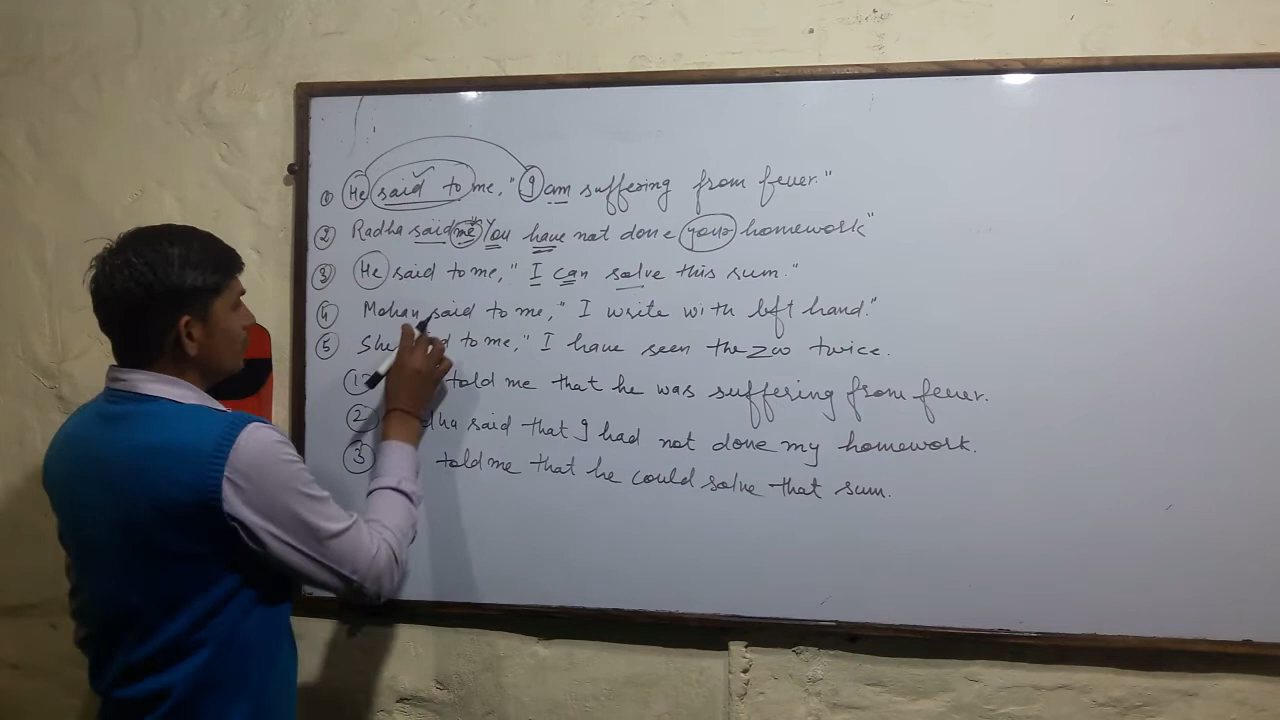 ① He said to me, "I am suffering from fever."
② Radha said me "You have not done your homework"
③ He said to me, "I can solve this sum."
④ Mohan said to me, "I write with left hand."
⑤ She to me, "I have seen the zoo twice.
① told me that he was suffering from fever.
② said that I had not done my homework.
③ told me that he could solve that sum.